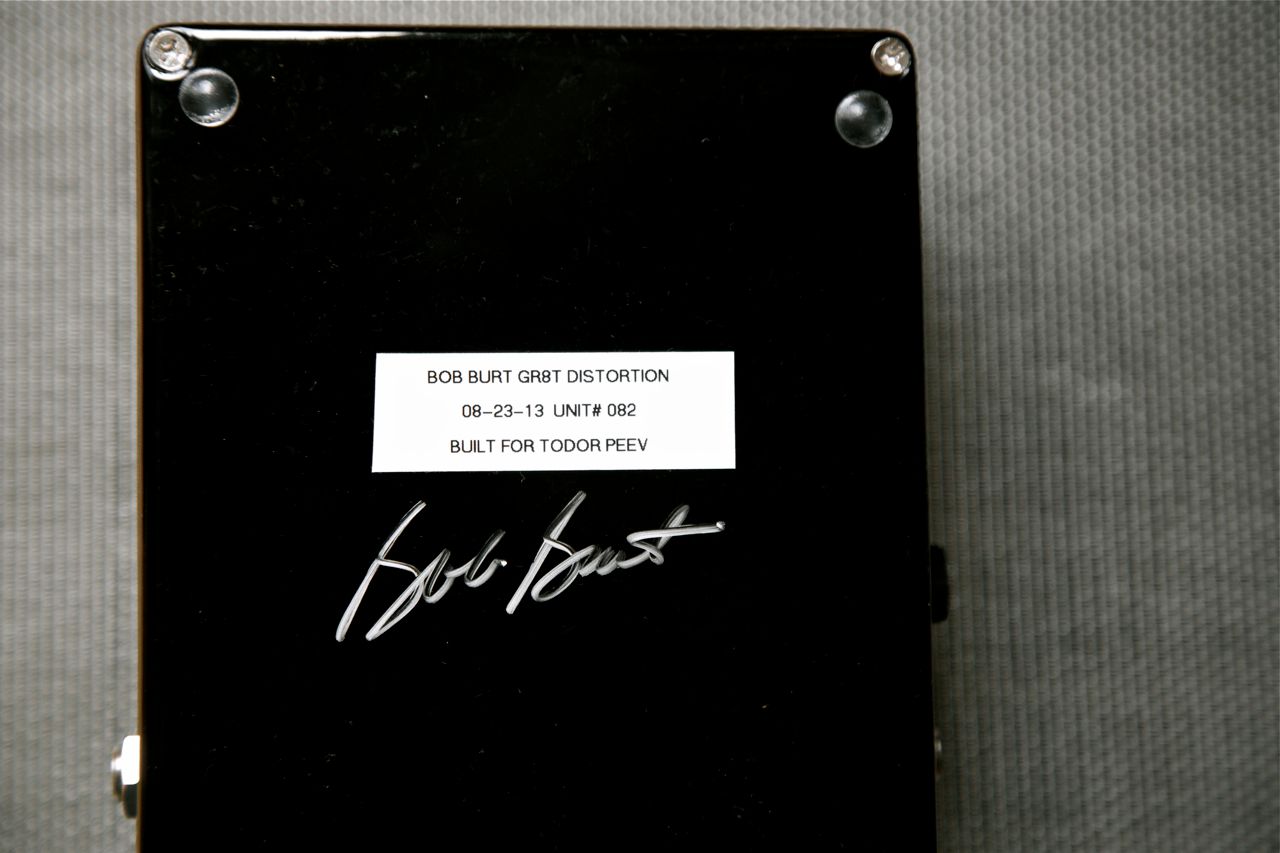 BOB BURT GR8T DISTORTION
08-23-13 UNIT# 082
BUILT FOR TODOR PEEV
Bob Burt